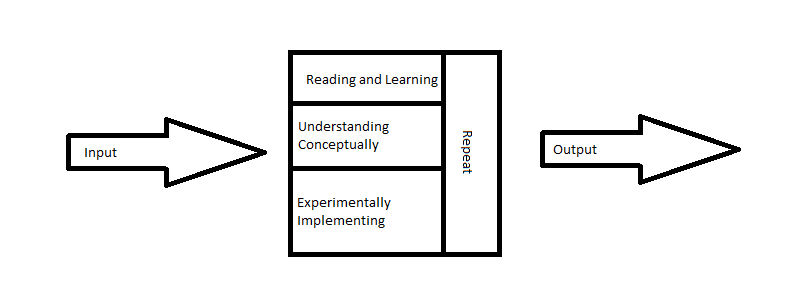 Input
Reading and Learning
Understanding
Conceptually
Experimentally
Implementing
Repeat
Output